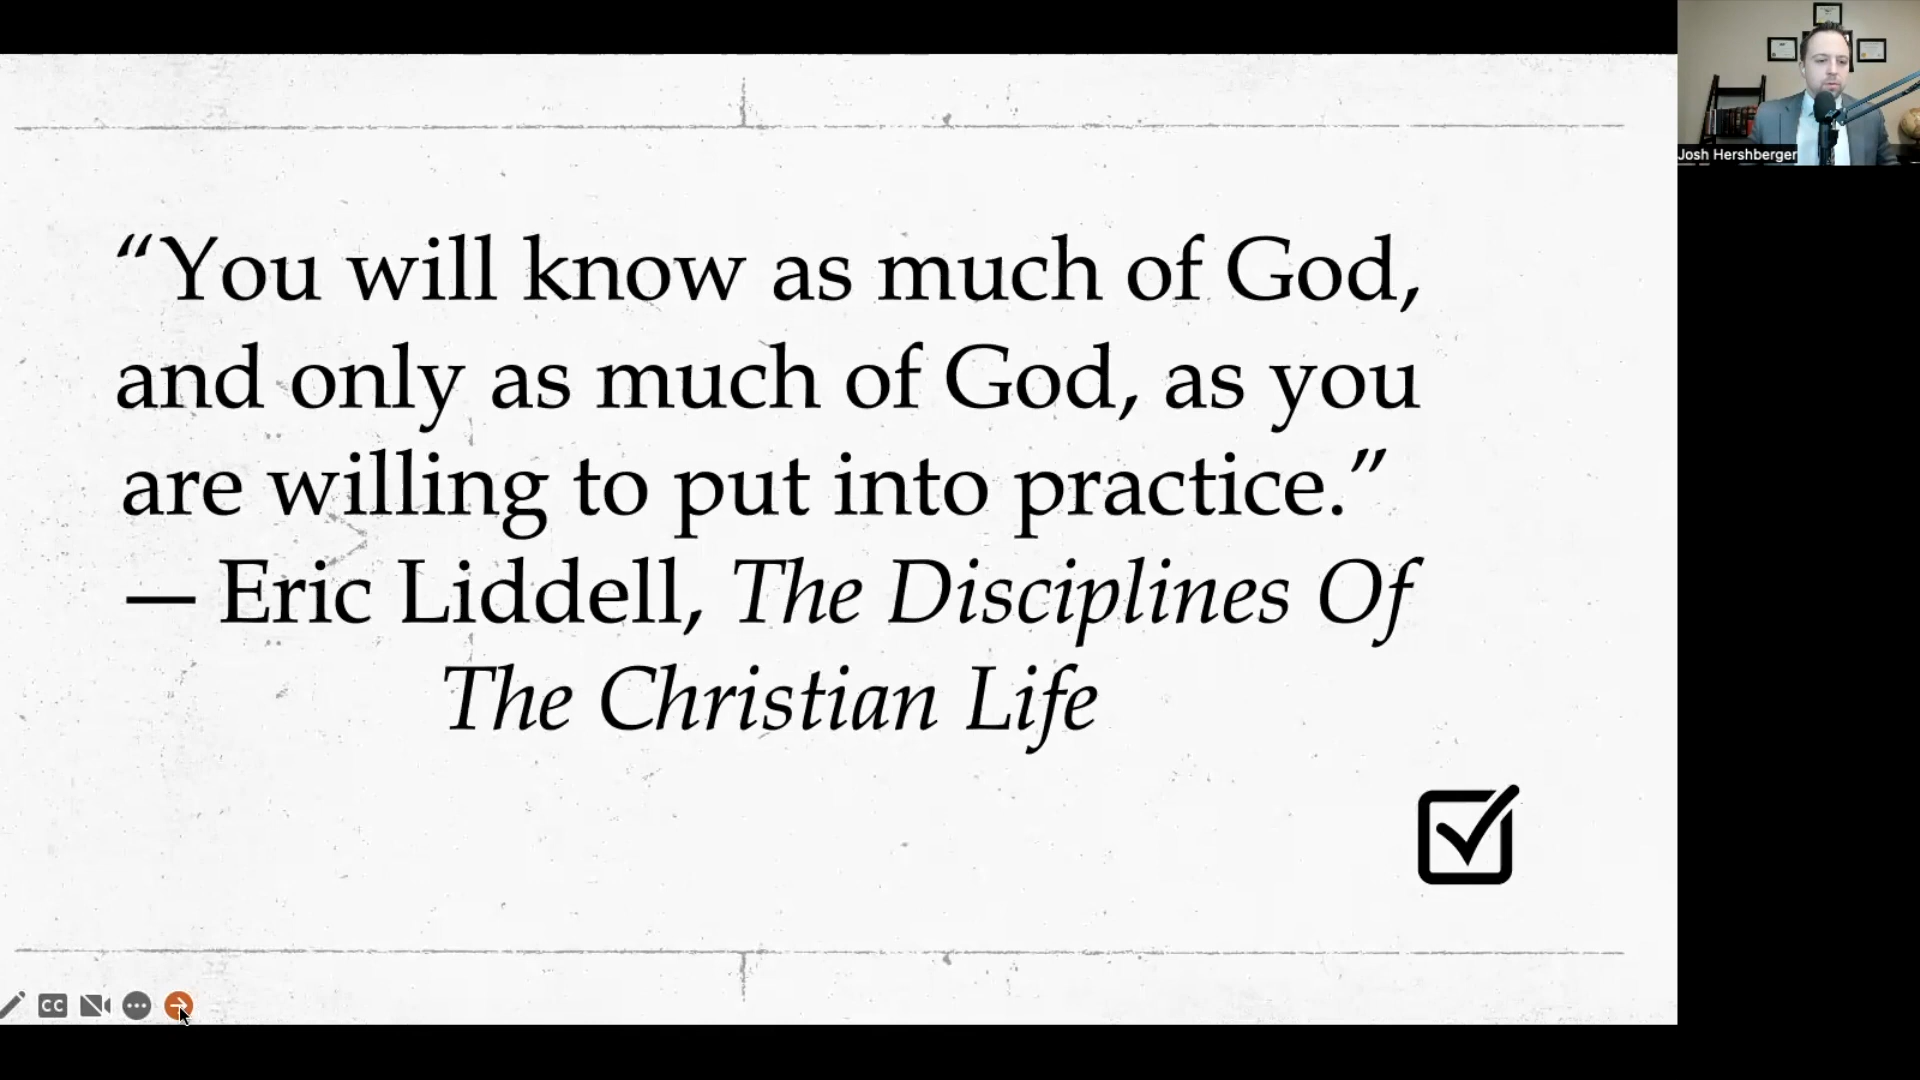 “You will know as much of God,
and only as much of God, as you
are willing to put into practice.”
— Eric Liddell, The Disciplines Of
The Christian Life
Josh Hershberger
CC